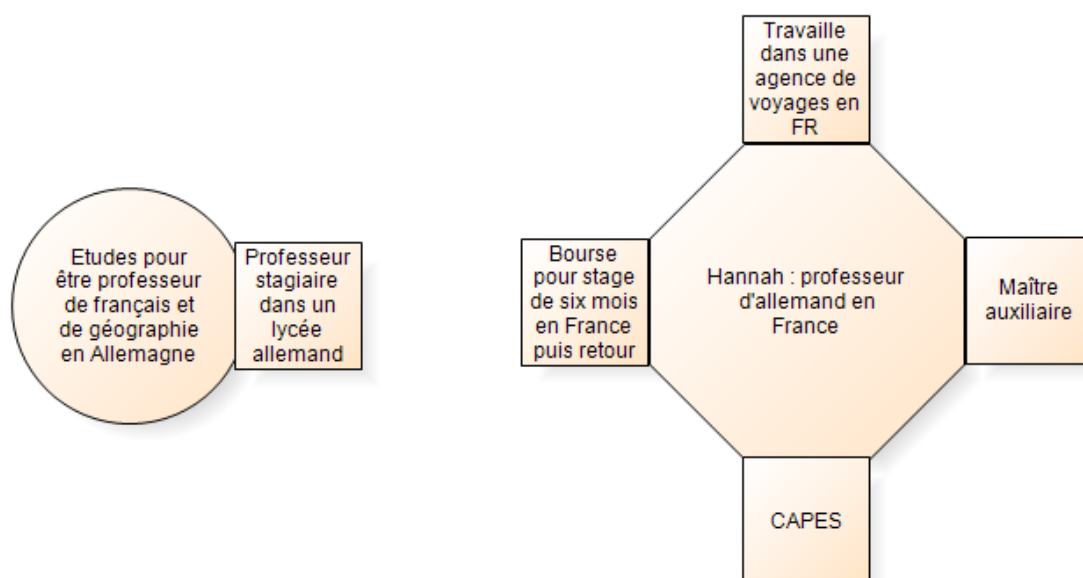 Etudes pour
être professeur
de français et
de géographie
en Allemagne
Professeur
stagiaire
dans un
lycée
allemand
Travaille
dans une
agence de
voyages en
FR
Bourse
pour stage
de six mois
en France
puis retour
Hannah : professeur
d'allemand en
France
Maître
auxiliaire
CAPES